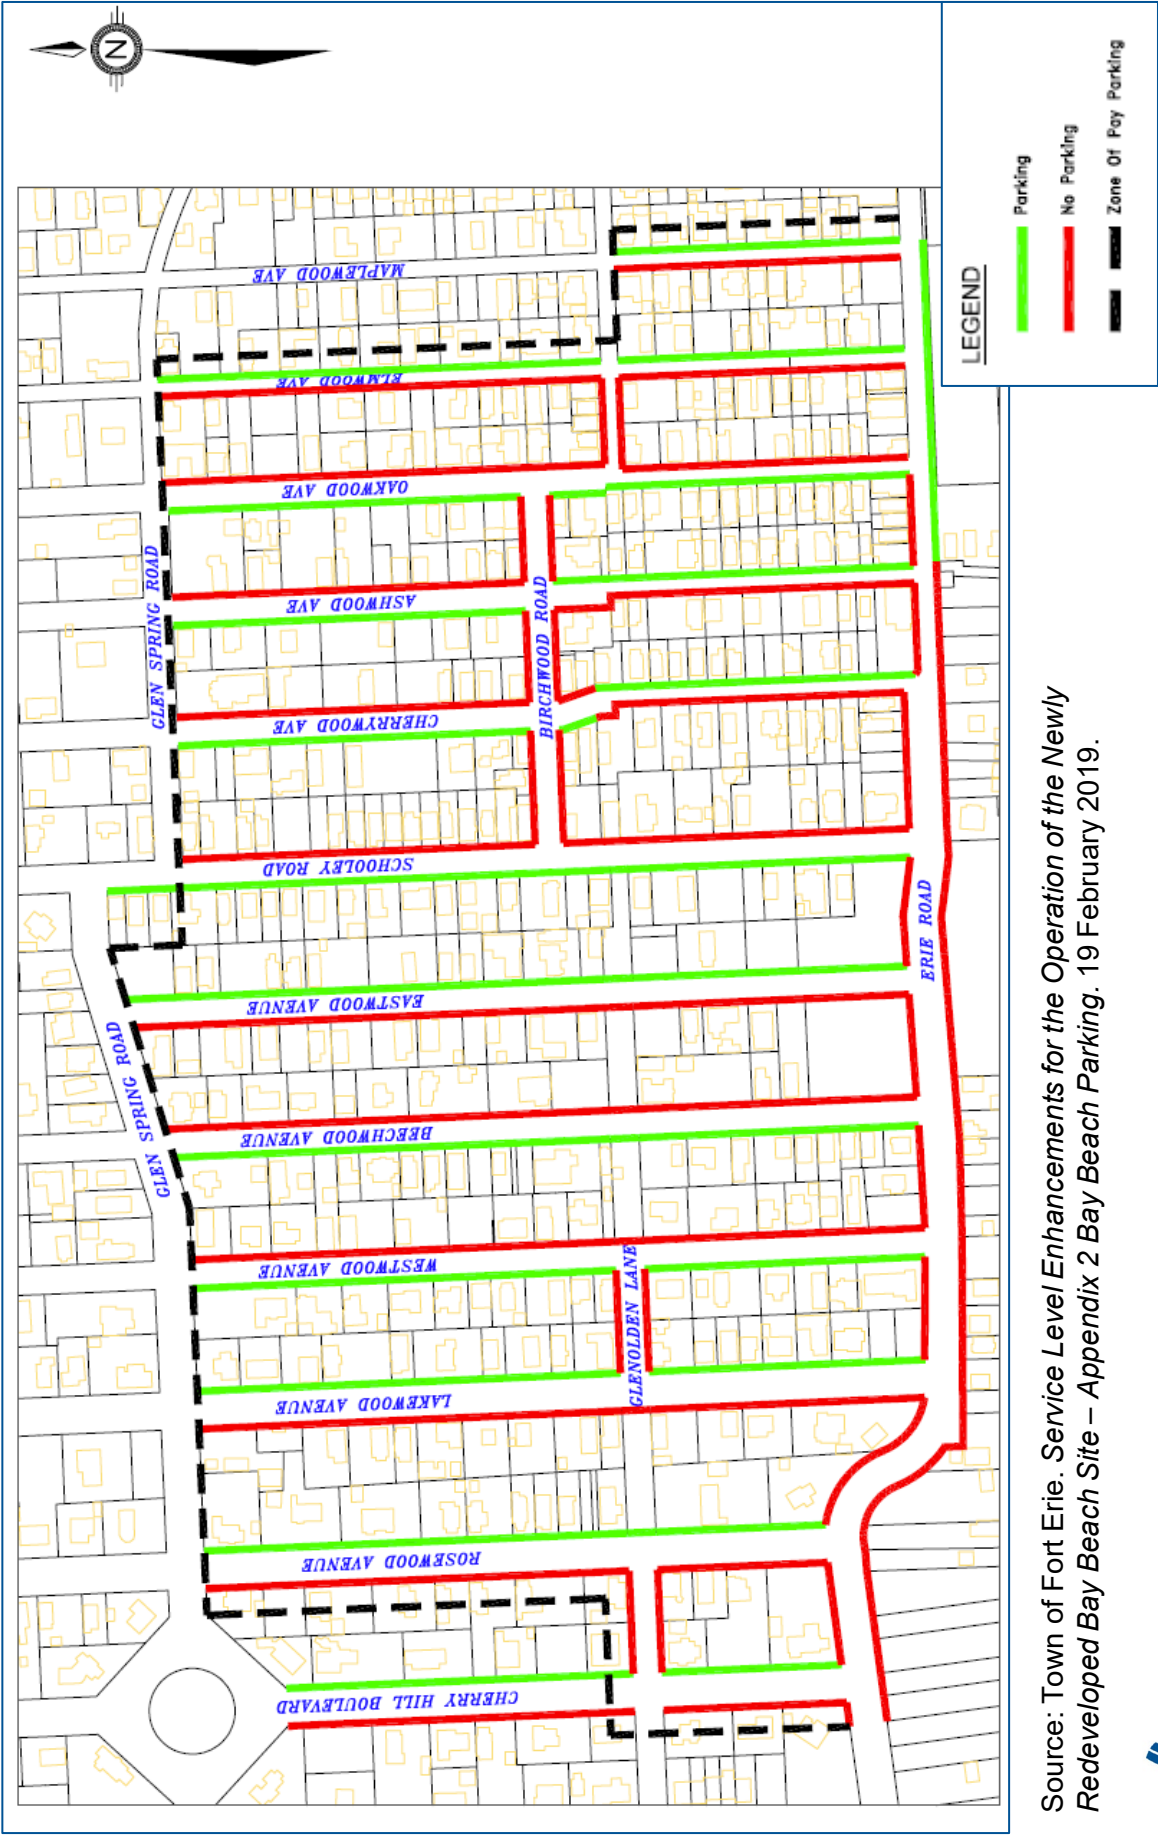 N
MAPLEWOOD AVE
ELMWOOD AVE
OAKWOOD AVE
GLEN SPRING ROAD
ASHWOOD AVE
BIRCHWOOD ROAD
CHERRYWOOD AVE
SCHOOLEY ROAD
ERIE ROAD
EASTWOOD AVENUE
GLEN SPRING ROAD
BEECHWOOD AVENUE
WESTWOOD AVENUE
GLENOLDEN LANE
LAKEWOOD AVENUE
ROSEWOOD AVENUE
CHERRY HILL BOULEVARD
LEGEND
Parking
No Parking
Zone Of Pay Parking
Source: Town of Fort Erie. Service Level Enhancements for the Operation of the Newly
Redeveloped Bay Beach Site – Appendix 2 Bay Beach Parking. 19 February 2019.